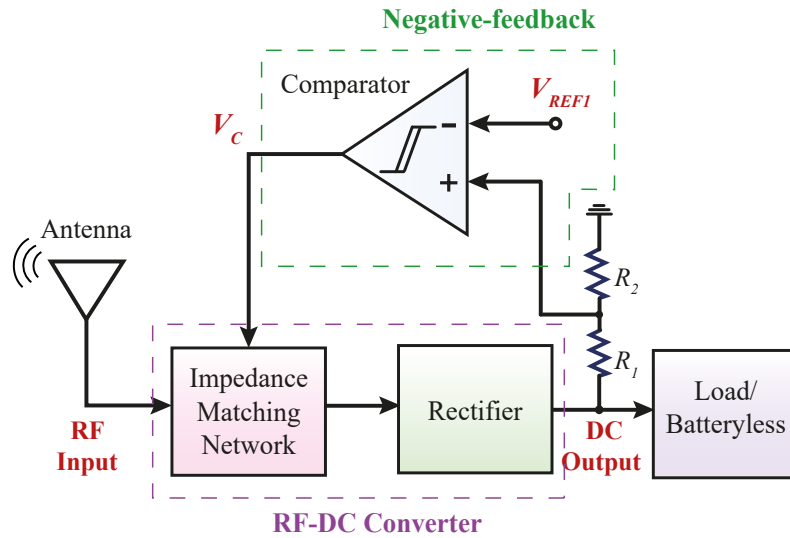 Negative-feedback
Comparator
V_REF1
V_C
-
+
Antenna
R_2
R_1
Impedance
Matching
Network
Rectifier
Load/
Batteryless
RF
Input
DC
Output
RF-DC Converter